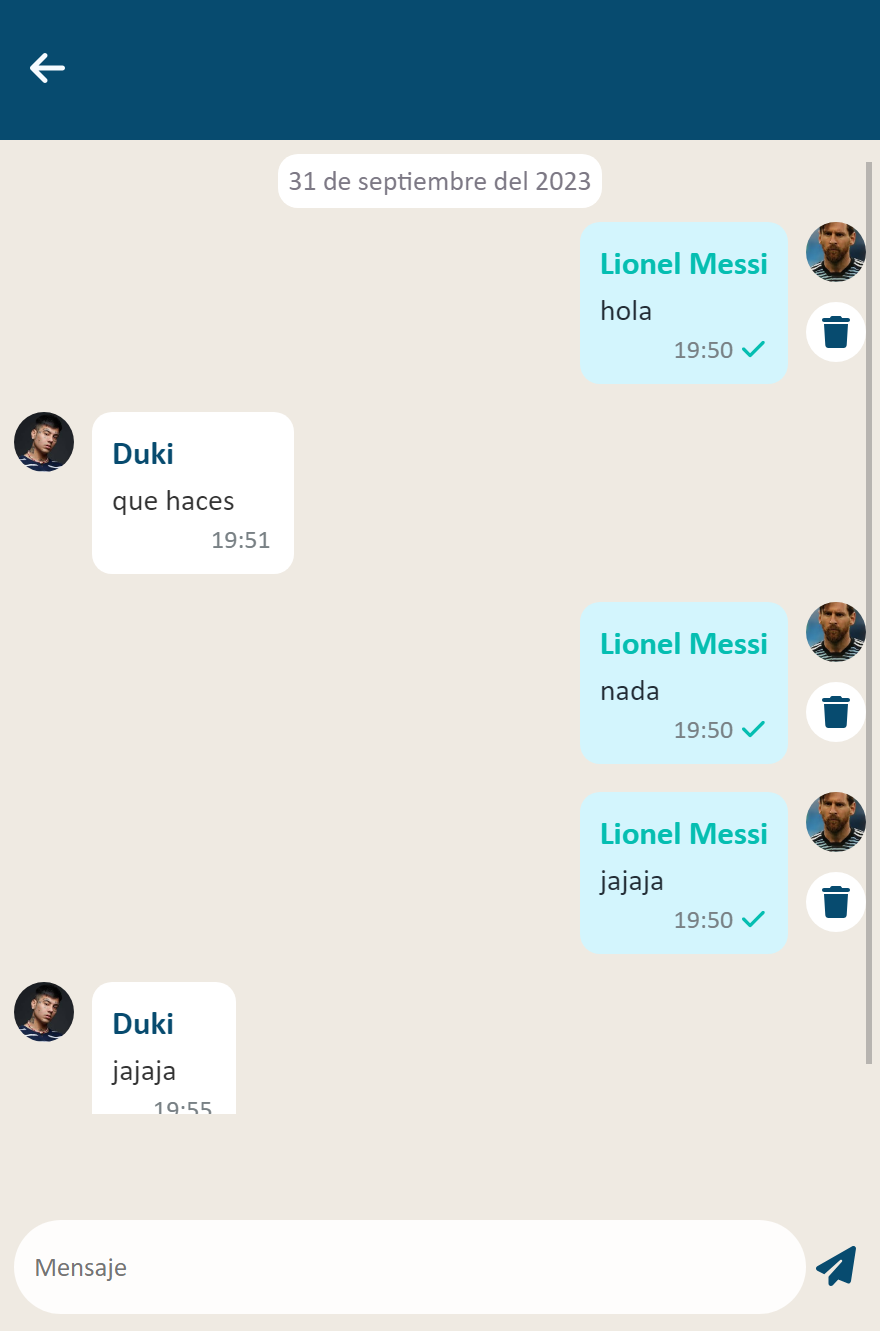 31 de septiembre del 2023
Lionel Messi
hola
19:50
Duki
que haces
19:51
Lionel Messi
nada
19:50
Lionel Messi
jajaja
19:50
Duki
jajaja
19:55
Mensaje